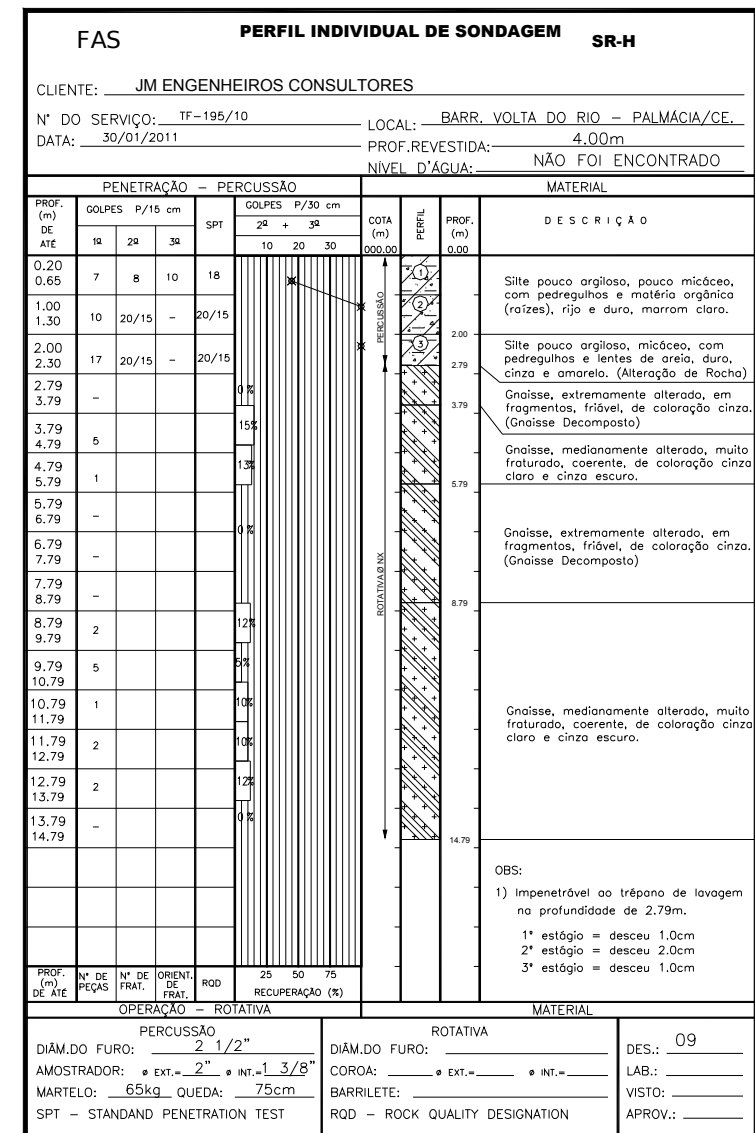 FAS
PERFIL INDIVIDUAL DE SONDAGEM
SR-H
CLIENTE: JM ENGENHEIROS CONSULTORES
N° DO SERVIÇO: TF-195/10
DATA: 30/01/2011
LOCAL: BARR. VOLTA DO RIO – PALMÁCIA/CE.
PROF.REVESTIDA: 4.00m
NÍVEL D'ÁGUA: NÃO FOI ENCONTRADO
PENETRAÇÃO – PERCUSSÃO
MATERIAL
PROF. (m) DE ATÉ
GOLPES P/15 cm
1º 2º 3º
SPT
GOLPES P/30 cm
2º + 3º
10 20 30
COTA (m) 000.00
PERFIL
PROF. (m) 0.00
DESCRIÇÃO
0.20 0.65 7 8 10 18
1.00 1.30 10 20/15 – 20/15
2.00 2.30 17 20/15 – 20/15
2.79 3.79 – 0 %
3.79 4.79 5 15%
4.79 5.79 1 13%
5.79 6.79 –
0 %
6.79 7.79 –
7.79 8.79 –
8.79 9.79 2 12%
9.79 10.79 5 5%
10.79 11.79 1 10%
11.79 12.79 2 10%
12.79 13.79 2 12%
13.79 14.79 – 0 %
PERCUSSÃO
ROTATIVA Ø NX
1
2
3
2.00
2.79
3.79
5.79
8.79
14.79
Silte pouco argiloso, pouco micáceo,
com pedregulhos e matéria orgânica
(raízes), rijo e duro, marrom claro.
Silte pouco argiloso, micáceo, com
pedregulhos e lentes de areia, duro,
cinza e amarelo. (Alteração de Rocha)
Gnaisse, extremamente alterado, em
fragmentos, friável, de coloração cinza.
(Gnaisse Decomposto)
Gnaisse, medianamente alterado, muito
fraturado, coerente, de coloração cinza
claro e cinza escuro.
Gnaisse, extremamente alterado, em
fragmentos, friável, de coloração cinza.
(Gnaisse Decomposto)
Gnaisse, medianamente alterado, muito
fraturado, coerente, de coloração cinza
claro e cinza escuro.
OBS:
1) Impenetrável ao trépano de lavagem
na profundidade de 2.79m.
1° estágio = desceu 1.0cm
2° estágio = desceu 2.0cm
3° estágio = desceu 1.0cm
PROF. (m) DE ATÉ
N° DE PEÇAS
N° DE FRAT.
ORIENT. DE FRAT.
RQD
25 50 75
RECUPERAÇÃO (%)
OPERAÇÃO – ROTATIVA
MATERIAL
PERCUSSÃO
DIÂM.DO FURO: 2 1/2"
AMOSTRADOR: ø EXT.= 2" ø INT.= 1 3/8"
MARTELO: 65kg QUEDA: 75cm
SPT – STANDAND PENETRATION TEST
ROTATIVA
DIÂM.DO FURO:
COROA: ø EXT.= ø INT.=
BARRILETE:
RQD – ROCK QUALITY DESIGNATION
DES.: 09
LAB.:
VISTO:
APROV.: